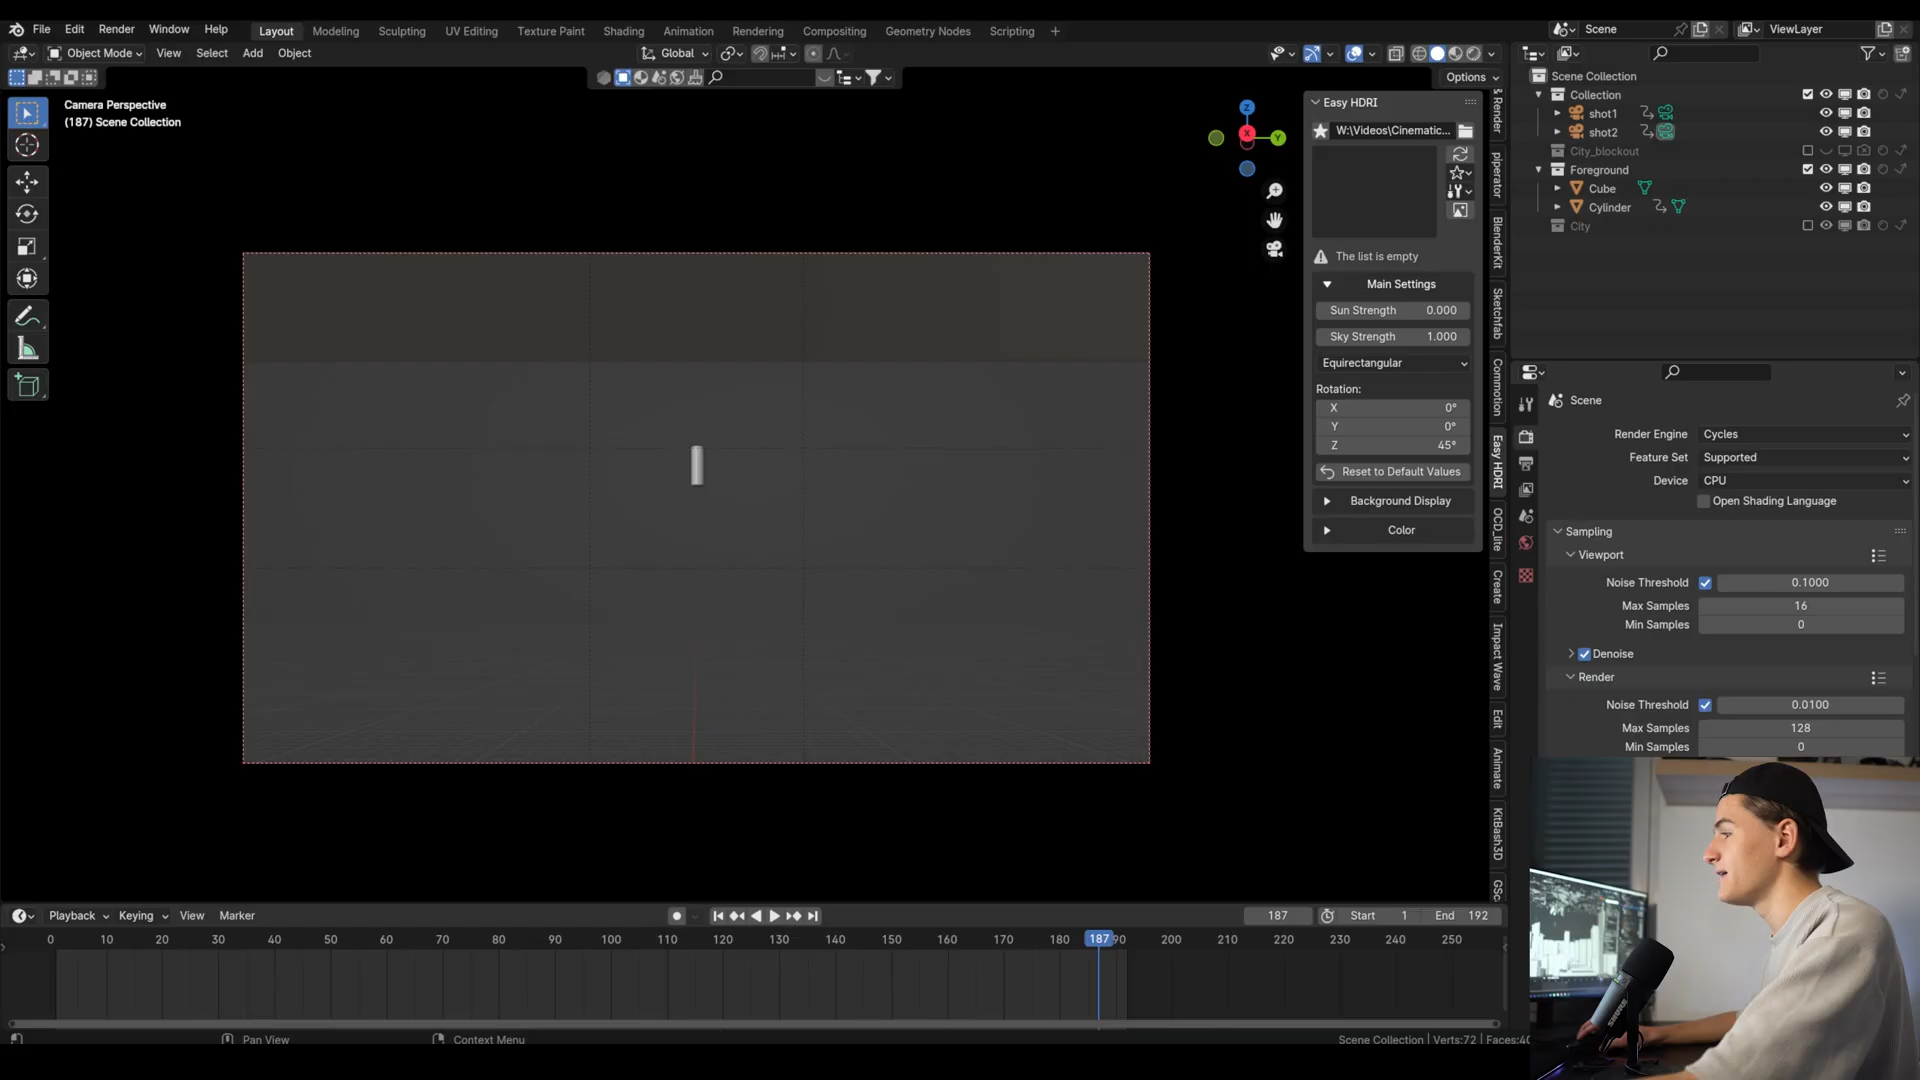 File Edit Render Window Help Layout Modeling Sculpting UV Editing Texture Paint Shading Animation Rendering Compositing Geometry Nodes Scripting + Scene ViewLayer
Object Mode View Select Add Object Global
Options
Camera Perspective
(187) Scene Collection
Z
X
Y
Easy HDRI
W:\Videos\Cinematic...
The list is empty
Main Settings
Sun Strength 0.000
Sky Strength 1.000
Equirectangular
Rotation:
X 0°
Y 0°
Z 45°
Reset to Default Values
Background Display
Color
& Render
piperator
BlenderKit
Sketchfab
Commotion
Easy HDRI
OCD_lite
Create
Impact Wave
Edit
Animate
KitBash3D
GSc
Scene Collection
Collection
shot1
shot2
City_blockout
Foreground
Cube
Cylinder
City
Scene
Render Engine Cycles
Feature Set Supported
Device CPU
Open Shading Language
Sampling
Viewport
Noise Threshold 0.1000
Max Samples 16
Min Samples 0
Denoise
Render
Noise Threshold 0.0100
Max Samples 128
Min Samples 0
Playback Keying View Marker 187 Start 1 End 192
0 10 20 30 40 50 60 70 80 90 100 110 120 130 140 150 160 170 180 187 90 200 210 220 230 240 250
Pan View Context Menu Scene Collection | Verts:72 | Faces:40
SHURE